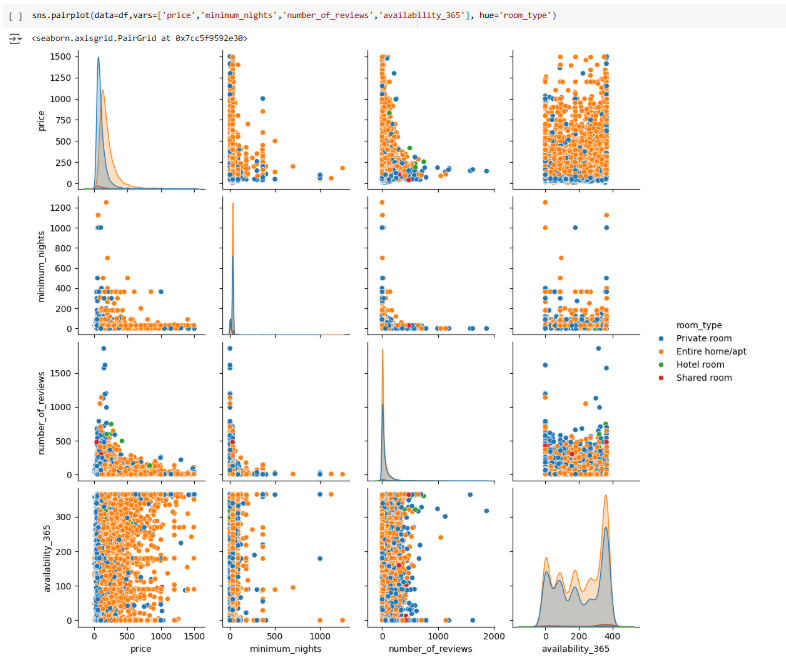 [ ] sns.pairplot(data=df,vars=['price','minimum_nights','number_of_reviews','availability_365'], hue='room_type')
<seaborn.axisgrid.PairGrid at 0x7cc5f9592e30>
1500
1250
1000
750
500
250
0
price
1200
1000
800
600
400
200
0
minimum_nights
room_type
Private room
Entire home/apt
Hotel room
Shared room
1500
1000
500
0
number_of_reviews
300
200
100
0
availability_365
0 500 1000 1500
price
0 500 1000
minimum_nights
0 1000 2000
number_of_reviews
0 200 400
availability_365